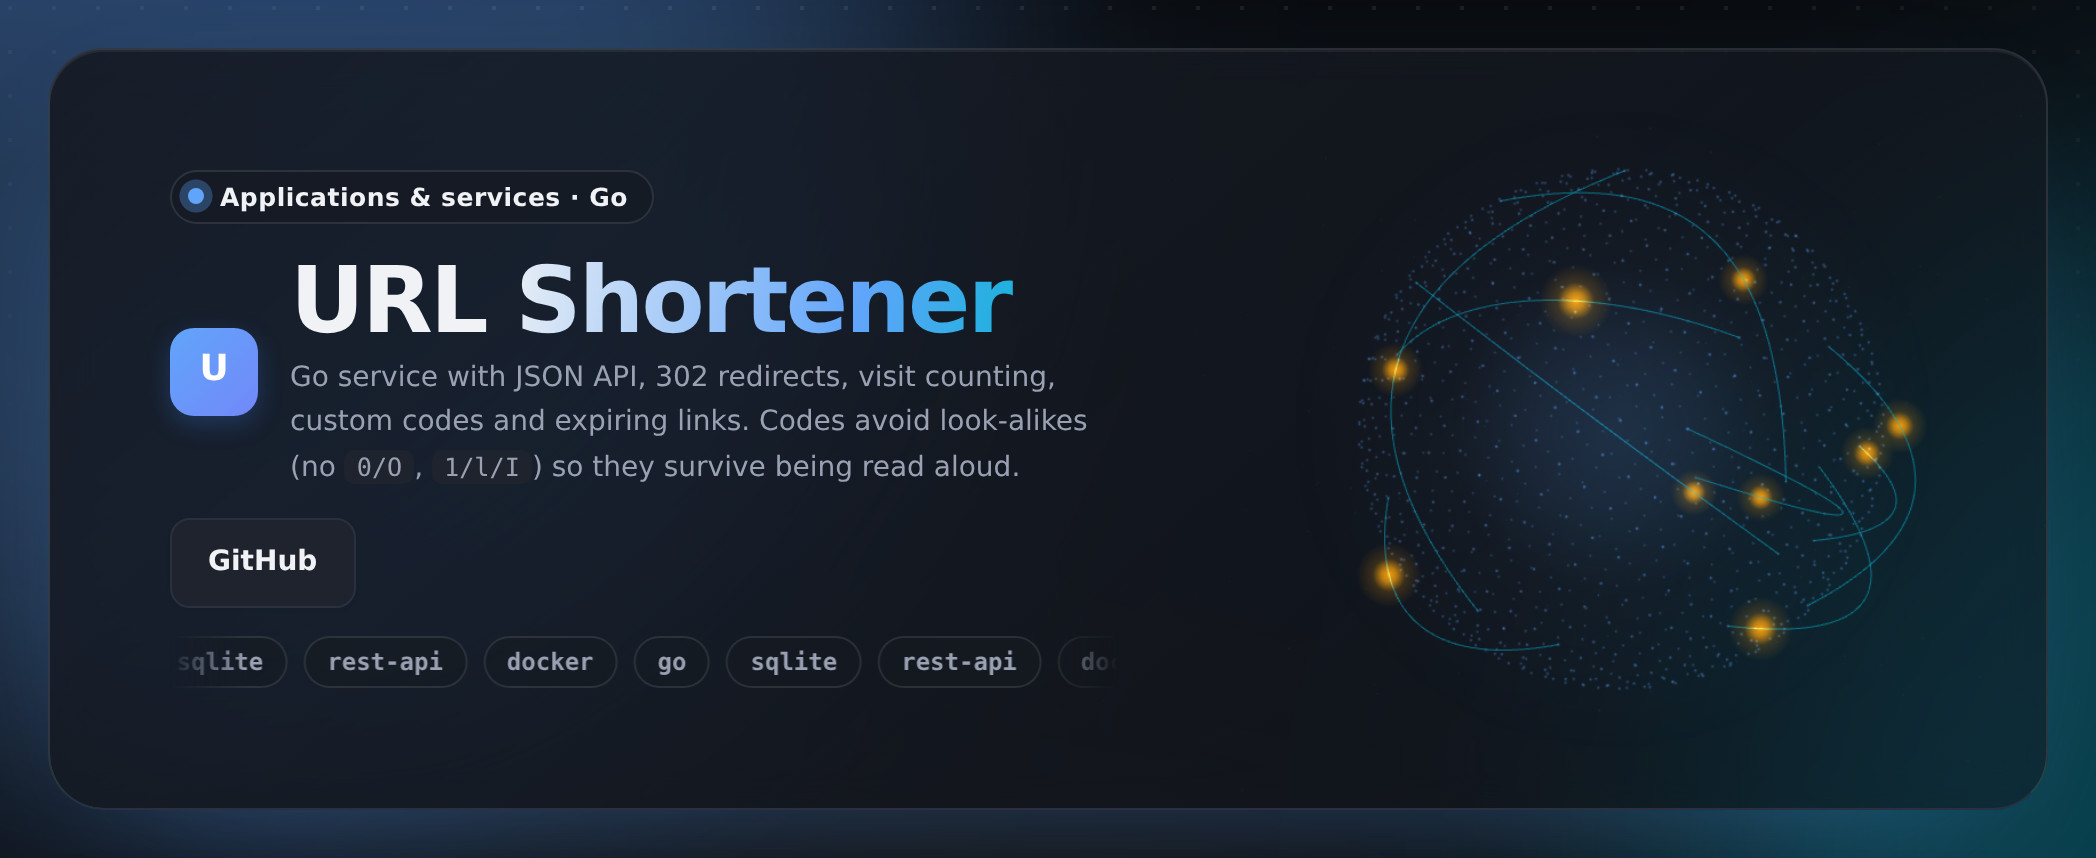 Applications & services · Go
URL Shortener
U
Go service with JSON API, 302 redirects, visit counting,
custom codes and expiring links. Codes avoid look-alikes
(no 0/O, 1/l/I) so they survive being read aloud.
GitHub
sqlite rest-api docker go sqlite rest-api